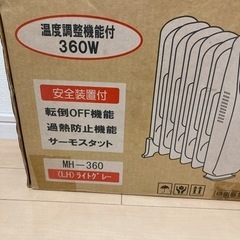 温度調整機能付
360W
安全装置付
転倒OFF機能
過熱防止機能
サーモスタット
MH-360
(LH)ライトグレー